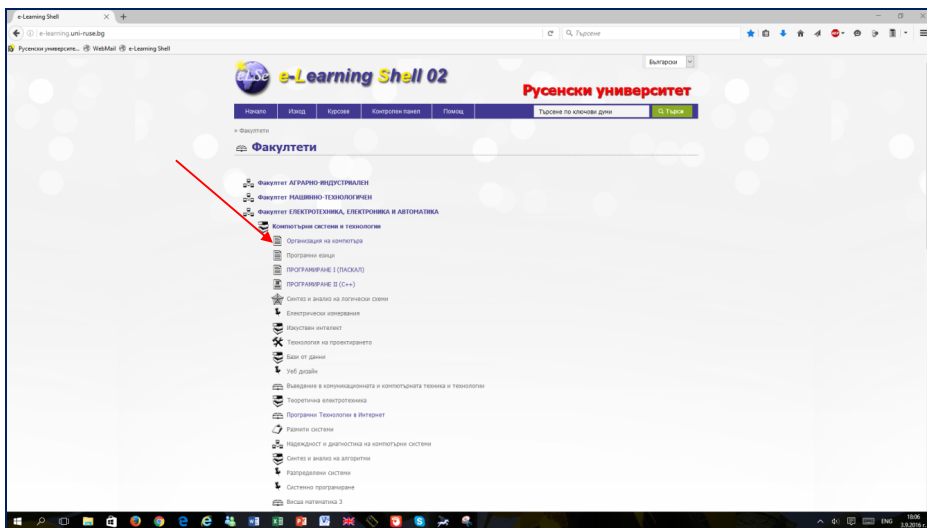 e-Learning Shell
e-learning.uni-ruse.bg
Търсене
Русенски университе... WebMail e-Learning Shell
Български
e-Learning Shell 02
Русенски университет
Начало Изход Курсове Контролен панел Помощ Търсене по ключови думи Търси
» Факултети
Факултети
Факултет АГРАРНО-ИНДУСТРИАЛЕН
Факултет МАШИННО-ТЕХНОЛОГИЧЕН
Факултет ЕЛЕКТРОТЕХНИКА, ЕЛЕКТРОНИКА И АВТОМАТИКА
Компютърни системи и технологии
Организация на компютъра
Програмни езици
ПРОГРАМИРАНЕ I (ПАСКАЛ)
ПРОГРАМИРАНЕ II (C++)
Синтез и анализ на логически схеми
Електрически измервания
Изкуствен интелект
Технология на проектирането
Бази от данни
Уеб дизайн
Въведение в комуникационната и компютърната техника и технологии
Теоретична електротехника
Програмни Технологии в Интернет
Размити системи
Надеждност и диагностика на компютърни системи
Синтез и анализ на алгоритми
Разпределени системи
Системно програмиране
Висша математика 3
ENG
18:06
3.9.2016 г.